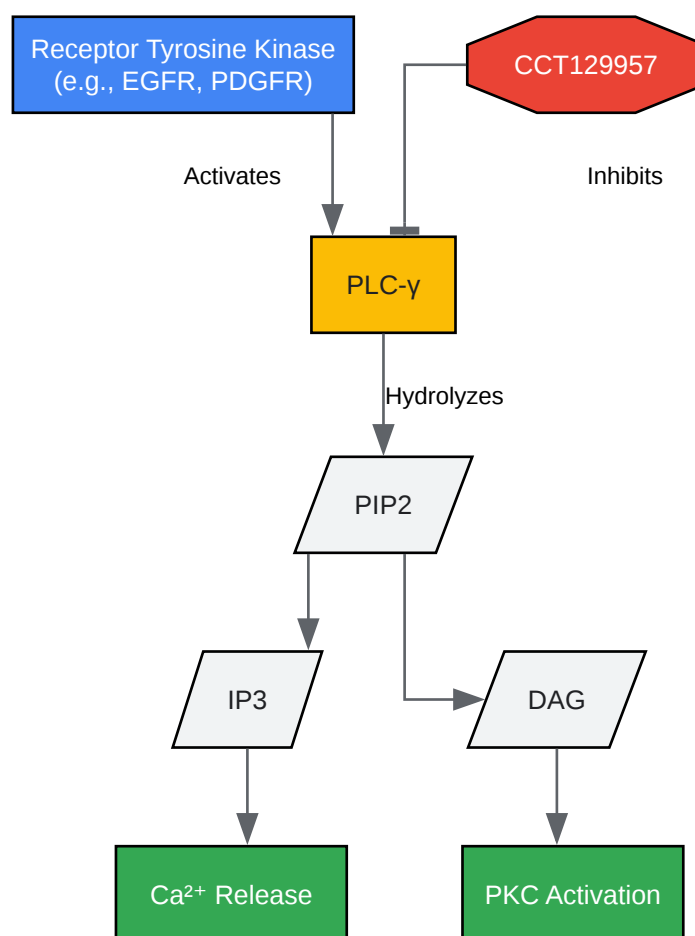 Receptor Tyrosine Kinase
(e.g., EGFR, PDGFR)
CCT129957
Activates
Inhibits
PLC-γ
Hydrolyzes
PIP2
IP3
DAG
Ca²⁺ Release
PKC Activation